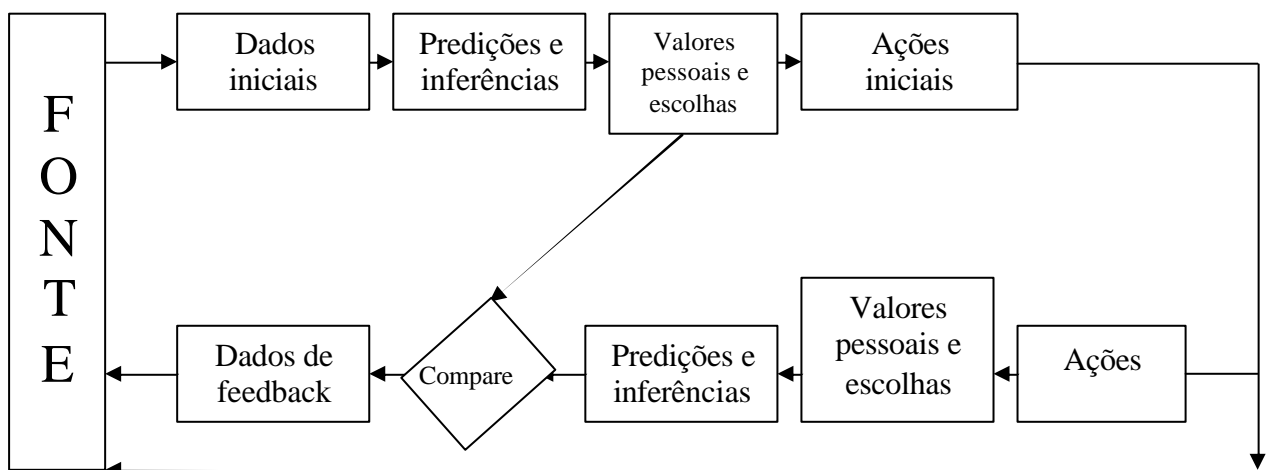 FONTE
Dados
iniciais
Predições e
inferências
Valores
pessoais e
escolhas
Ações
iniciais
Dados de
feedback
Compare
Predições e
inferências
Valores
pessoais e
escolhas
Ações